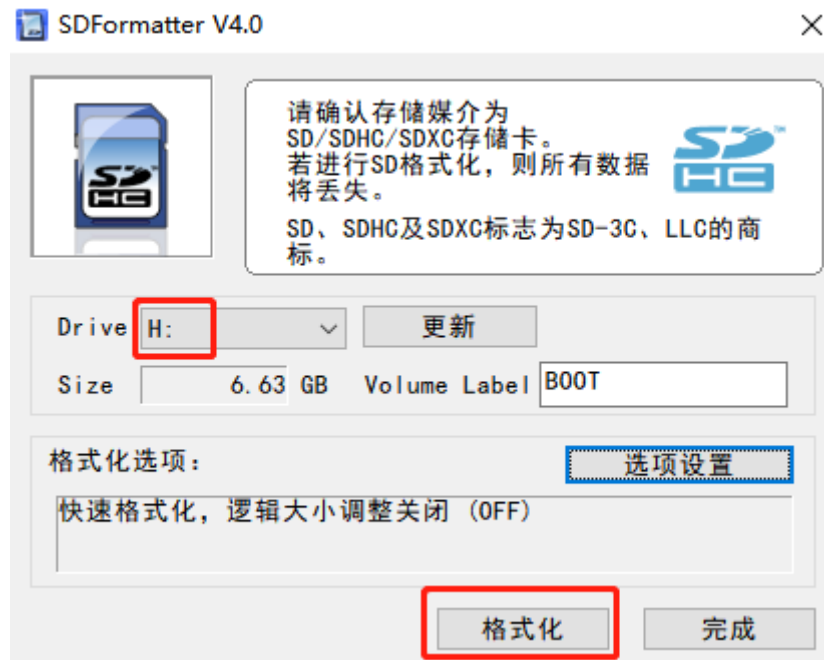 SDFormatter V4.0
请确认存储媒介为
SD/SDHC/SDXC存储卡。
若进行SD格式化，则所有数据
将丢失。
SD、SDHC及SDXC标志为SD-3C、LLC的商
标。
SD HC
SD HC
Drive H: 更新
Size 6.63 GB Volume Label BOOT
格式化选项： 选项设置
快速格式化，逻辑大小调整关闭 (OFF)
格式化 完成